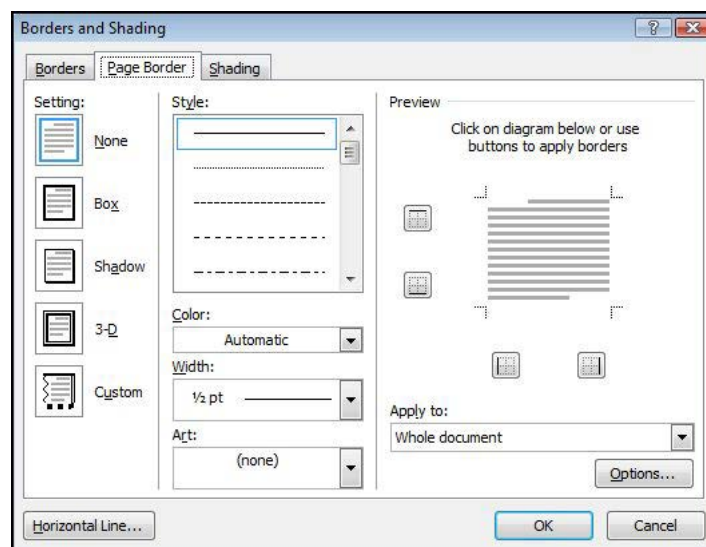 Borders and Shading
?
Borders
Page Border
Shading
Setting:
None
Box
Shadow
3-D
Custom
Style:
Color:
Automatic
Width:
½ pt
Art:
(none)
Preview
Click on diagram below or use
buttons to apply borders
Apply to:
Whole document
Options...
Horizontal Line...
OK
Cancel